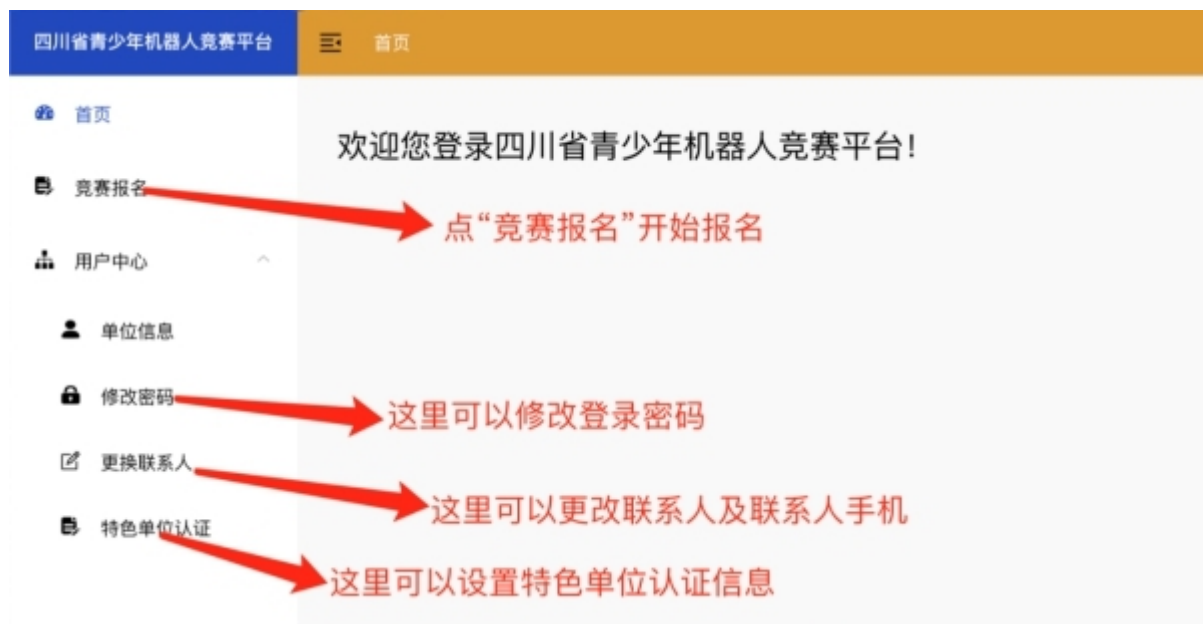 四川省青少年机器人竞赛平台
首页
首页
欢迎您登录四川省青少年机器人竞赛平台!
竞赛报名
点“竞赛报名”开始报名
用户中心
单位信息
修改密码
这里可以修改登录密码
更换联系人
这里可以更改联系人及联系人手机
特色单位认证
这里可以设置特色单位认证信息